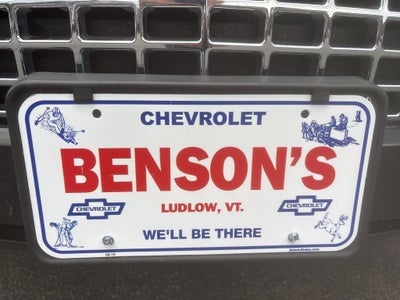 CHEVROLET
BENSON'S
CHEVROLET
LUDLOW, VT.
CHEVROLET
WE'LL BE THERE